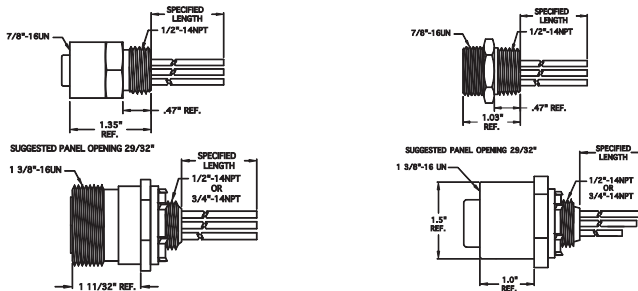 SPECIFIED
LENGTH
7/8"-16UN
1/2"-14NPT
.47" REF.
1.35"
REF.
SUGGESTED PANEL OPENING 29/32"
SPECIFIED
LENGTH
7/8"-16UN
1/2"-14NPT
.47" REF.
1.03"
REF.
SUGGESTED PANEL OPENING 29/32"
1 3/8"-16UN
SPECIFIED
LENGTH
1/2"-14NPT
OR
3/4"-14NPT
1 11/32" REF.
1 3/8"-16 UN
SPECIFIED
LENGTH
1/2"-14NPT
OR
3/4"-14NPT
1.5"
REF.
1.0"
REF.